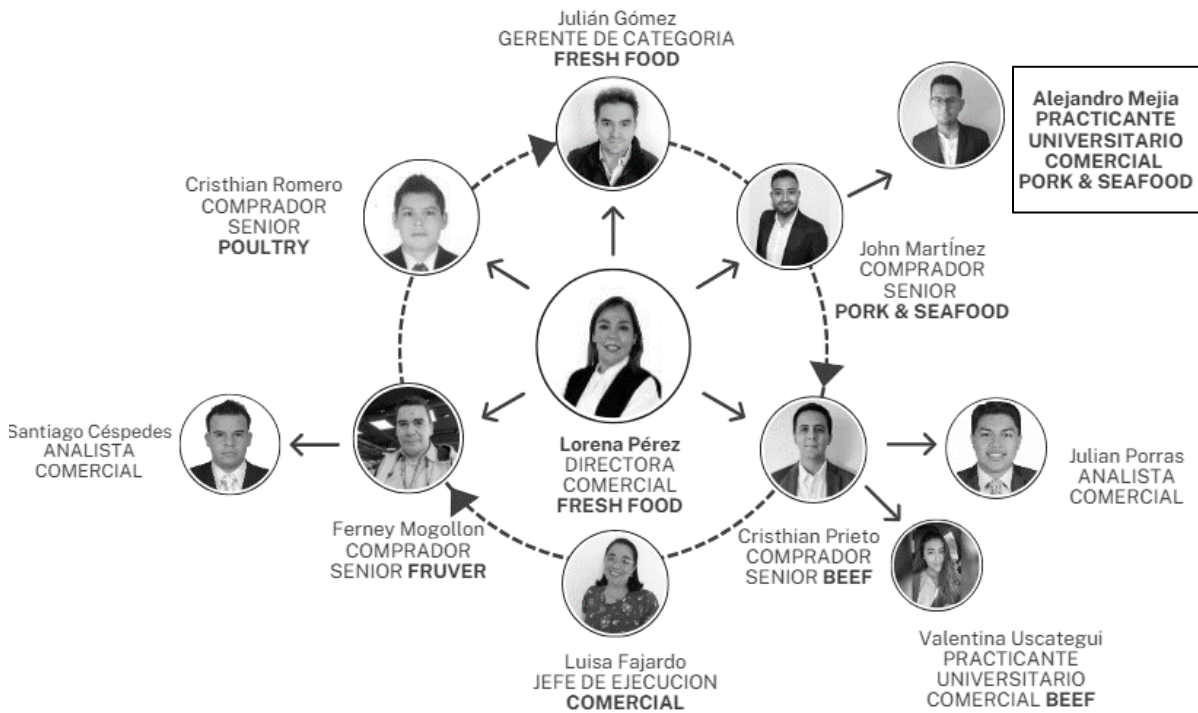 Julián Gómez
GERENTE DE CATEGORIA
FRESH FOOD
Alejandro Mejia
PRACTICANTE
UNIVERSITARIO
COMERCIAL
PORK & SEAFOOD
Cristhian Romero
COMPRADOR
SENIOR
POULTRY
John MartÍnez
COMPRADOR
SENIOR
PORK & SEAFOOD
Lorena Pérez
DIRECTORA
COMERCIAL
FRESH FOOD
Santiago Céspedes
ANALISTA
COMERCIAL
Julian Porras
ANALISTA
COMERCIAL
Ferney Mogollon
COMPRADOR
SENIOR FRUVER
Cristhian Prieto
COMPRADOR
SENIOR BEEF
Luisa Fajardo
JEFE DE EJECUCION
COMERCIAL
Valentina Uscategui
PRACTICANTE
UNIVERSITARIO
COMERCIAL BEEF